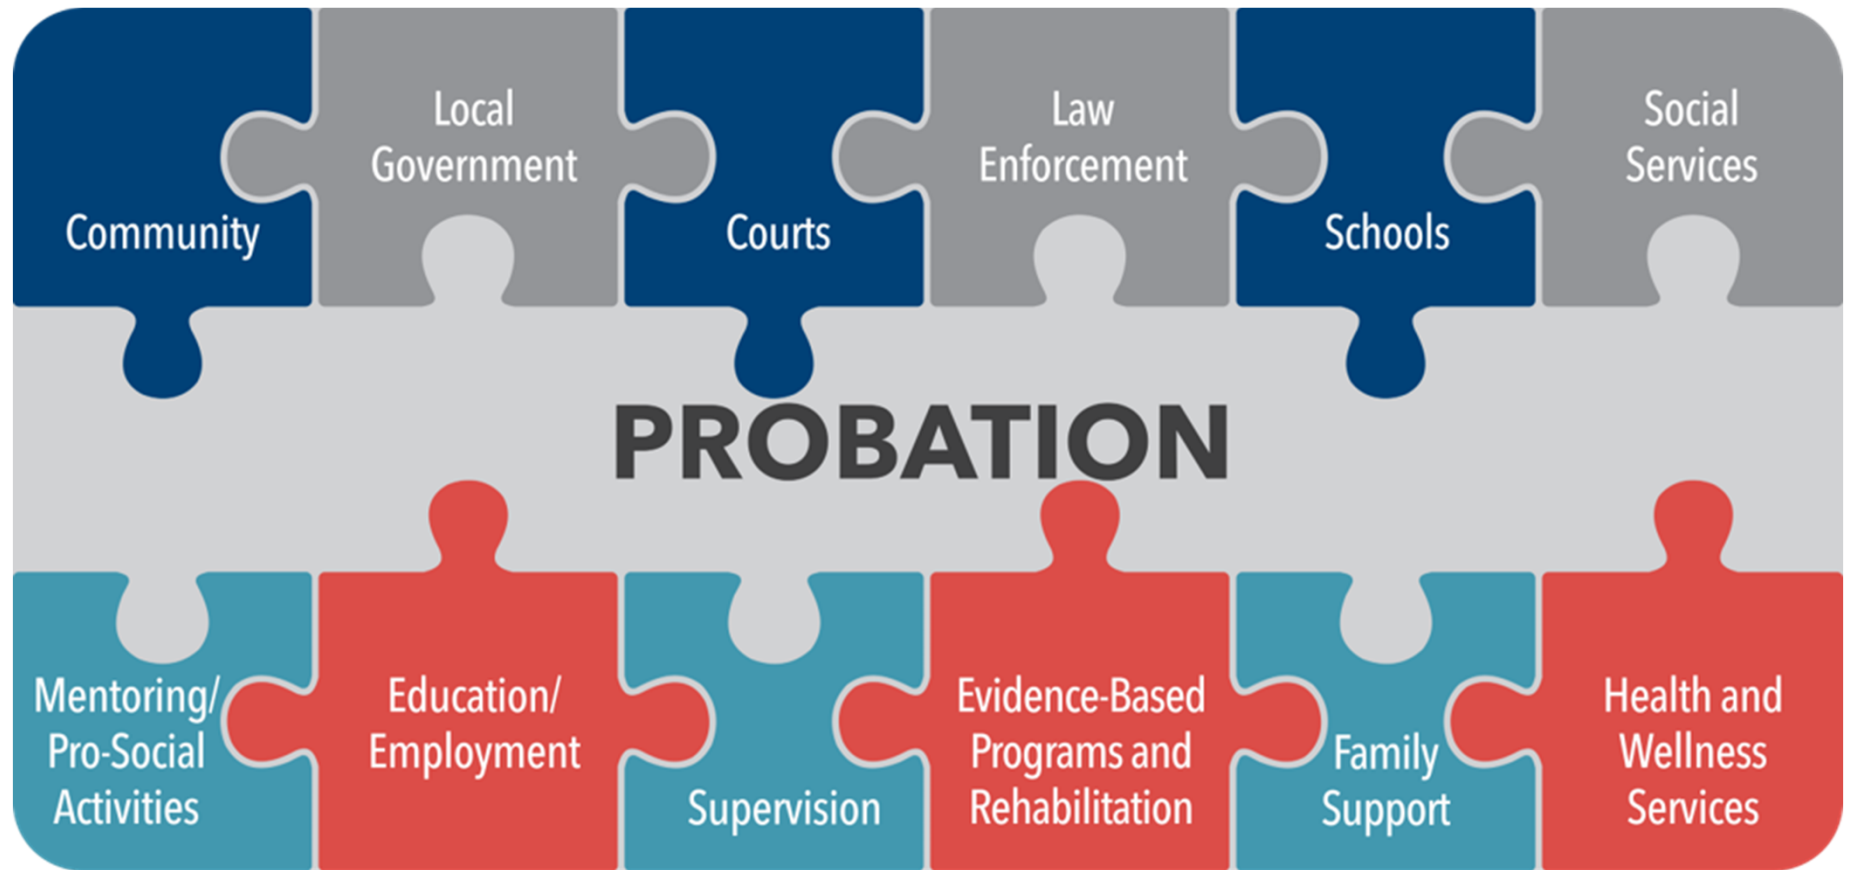 Local
Government
Law
Enforcement
Social
Services
Community
Courts
Schools
PROBATION
Mentoring/
Pro-Social
Activities
Education/
Employment
Supervision
Evidence-Based
Programs and
Rehabilitation
Family
Support
Health and
Wellness
Services